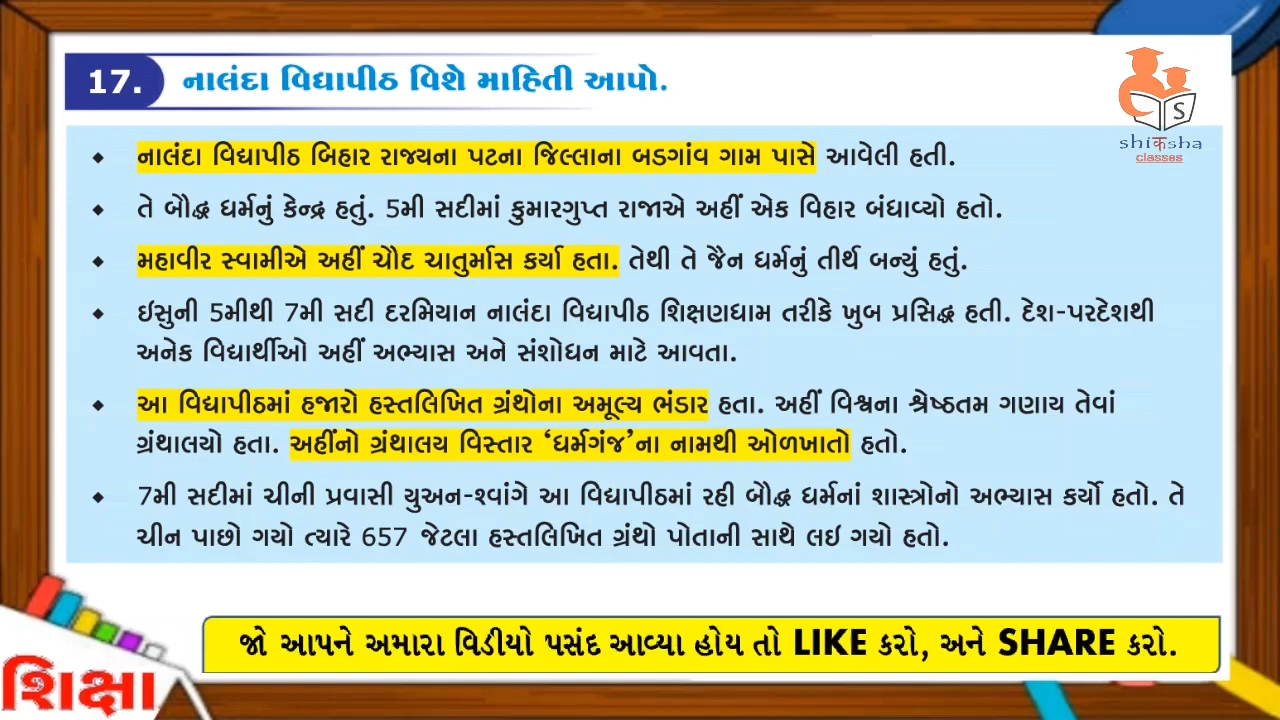 17. નાલંદા વિદ્યાપીઠ વિશે માહિતી આપો.
shiक्षha
classes
S
◆ નાલંદા વિદ્યાપીઠ બિહાર રાજ્યના પટના જિલ્લાના બડગાંવ ગામ પાસે આવેલી હતી.
◆ તે બૌદ્ધ ધર્મનું કેન્દ્ર હતું. 5મી સદીમાં કુમારગુપ્ત રાજાએ અહીં એક વિહાર બંધાવ્યો હતો.
◆ મહાવીર સ્વામીએ અહીં ચૌદ ચાતુર્માસ કર્યા હતા. તેથી તે જૈન ધર્મનું તીર્થ બન્યું હતું.
◆ ઇસુની 5મીથી 7મી સદી દરમિયાન નાલંદા વિદ્યાપીઠ શિક્ષણધામ તરીકે ખુબ પ્રસિદ્ધ હતી. દેશ-પરદેશથી
અનેક વિદ્યાર્થીઓ અહીં અભ્યાસ અને સંશોધન માટે આવતા.
◆ આ વિદ્યાપીઠમાં હજારો હસ્તલિખિત ગ્રંથોના અમૂલ્ય ભંડાર હતા. અહીં વિશ્વના શ્રેષ્ઠતમ ગણાય તેવાં
ગ્રંથાલયો હતા. અહીંનો ગ્રંથાલય વિસ્તાર ‘ધર્મગંજ’ના નામથી ઓળખાતો હતો.
◆ 7મી સદીમાં ચીની પ્રવાસી યુઅન-શ્વાંગે આ વિદ્યાપીઠમાં રહી બૌદ્ધ ધર્મનાં શાસ્ત્રોનો અભ્યાસ કર્યો હતો. તે
ચીન પાછો ગયો ત્યારે 657 જેટલા હસ્તલિખિત ગ્રંથો પોતાની સાથે લઇ ગયો હતો.
જો આપને અમારા વિડીયો પસંદ આવ્યા હોય તો LIKE કરો, અને SHARE કરો.
શિક્ષા